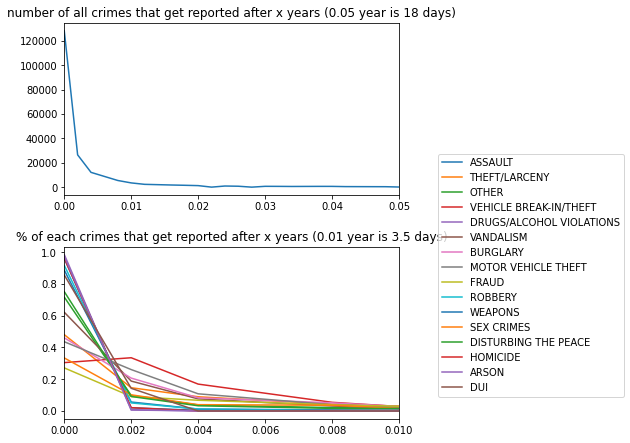 number of all crimes that get reported after x years (0.05 year is 18 days)
120000
100000
80000
60000
40000
20000
0
0.00 0.01 0.02 0.03 0.04 0.05
% of each crimes that get reported after x years (0.01 year is 3.5 days)
1.0
0.8
0.6
0.4
0.2
0.0
0.000 0.002 0.004 0.006 0.008 0.010
ASSAULT
THEFT/LARCENY
OTHER
VEHICLE BREAK-IN/THEFT
DRUGS/ALCOHOL VIOLATIONS
VANDALISM
BURGLARY
MOTOR VEHICLE THEFT
FRAUD
ROBBERY
WEAPONS
SEX CRIMES
DISTURBING THE PEACE
HOMICIDE
ARSON
DUI